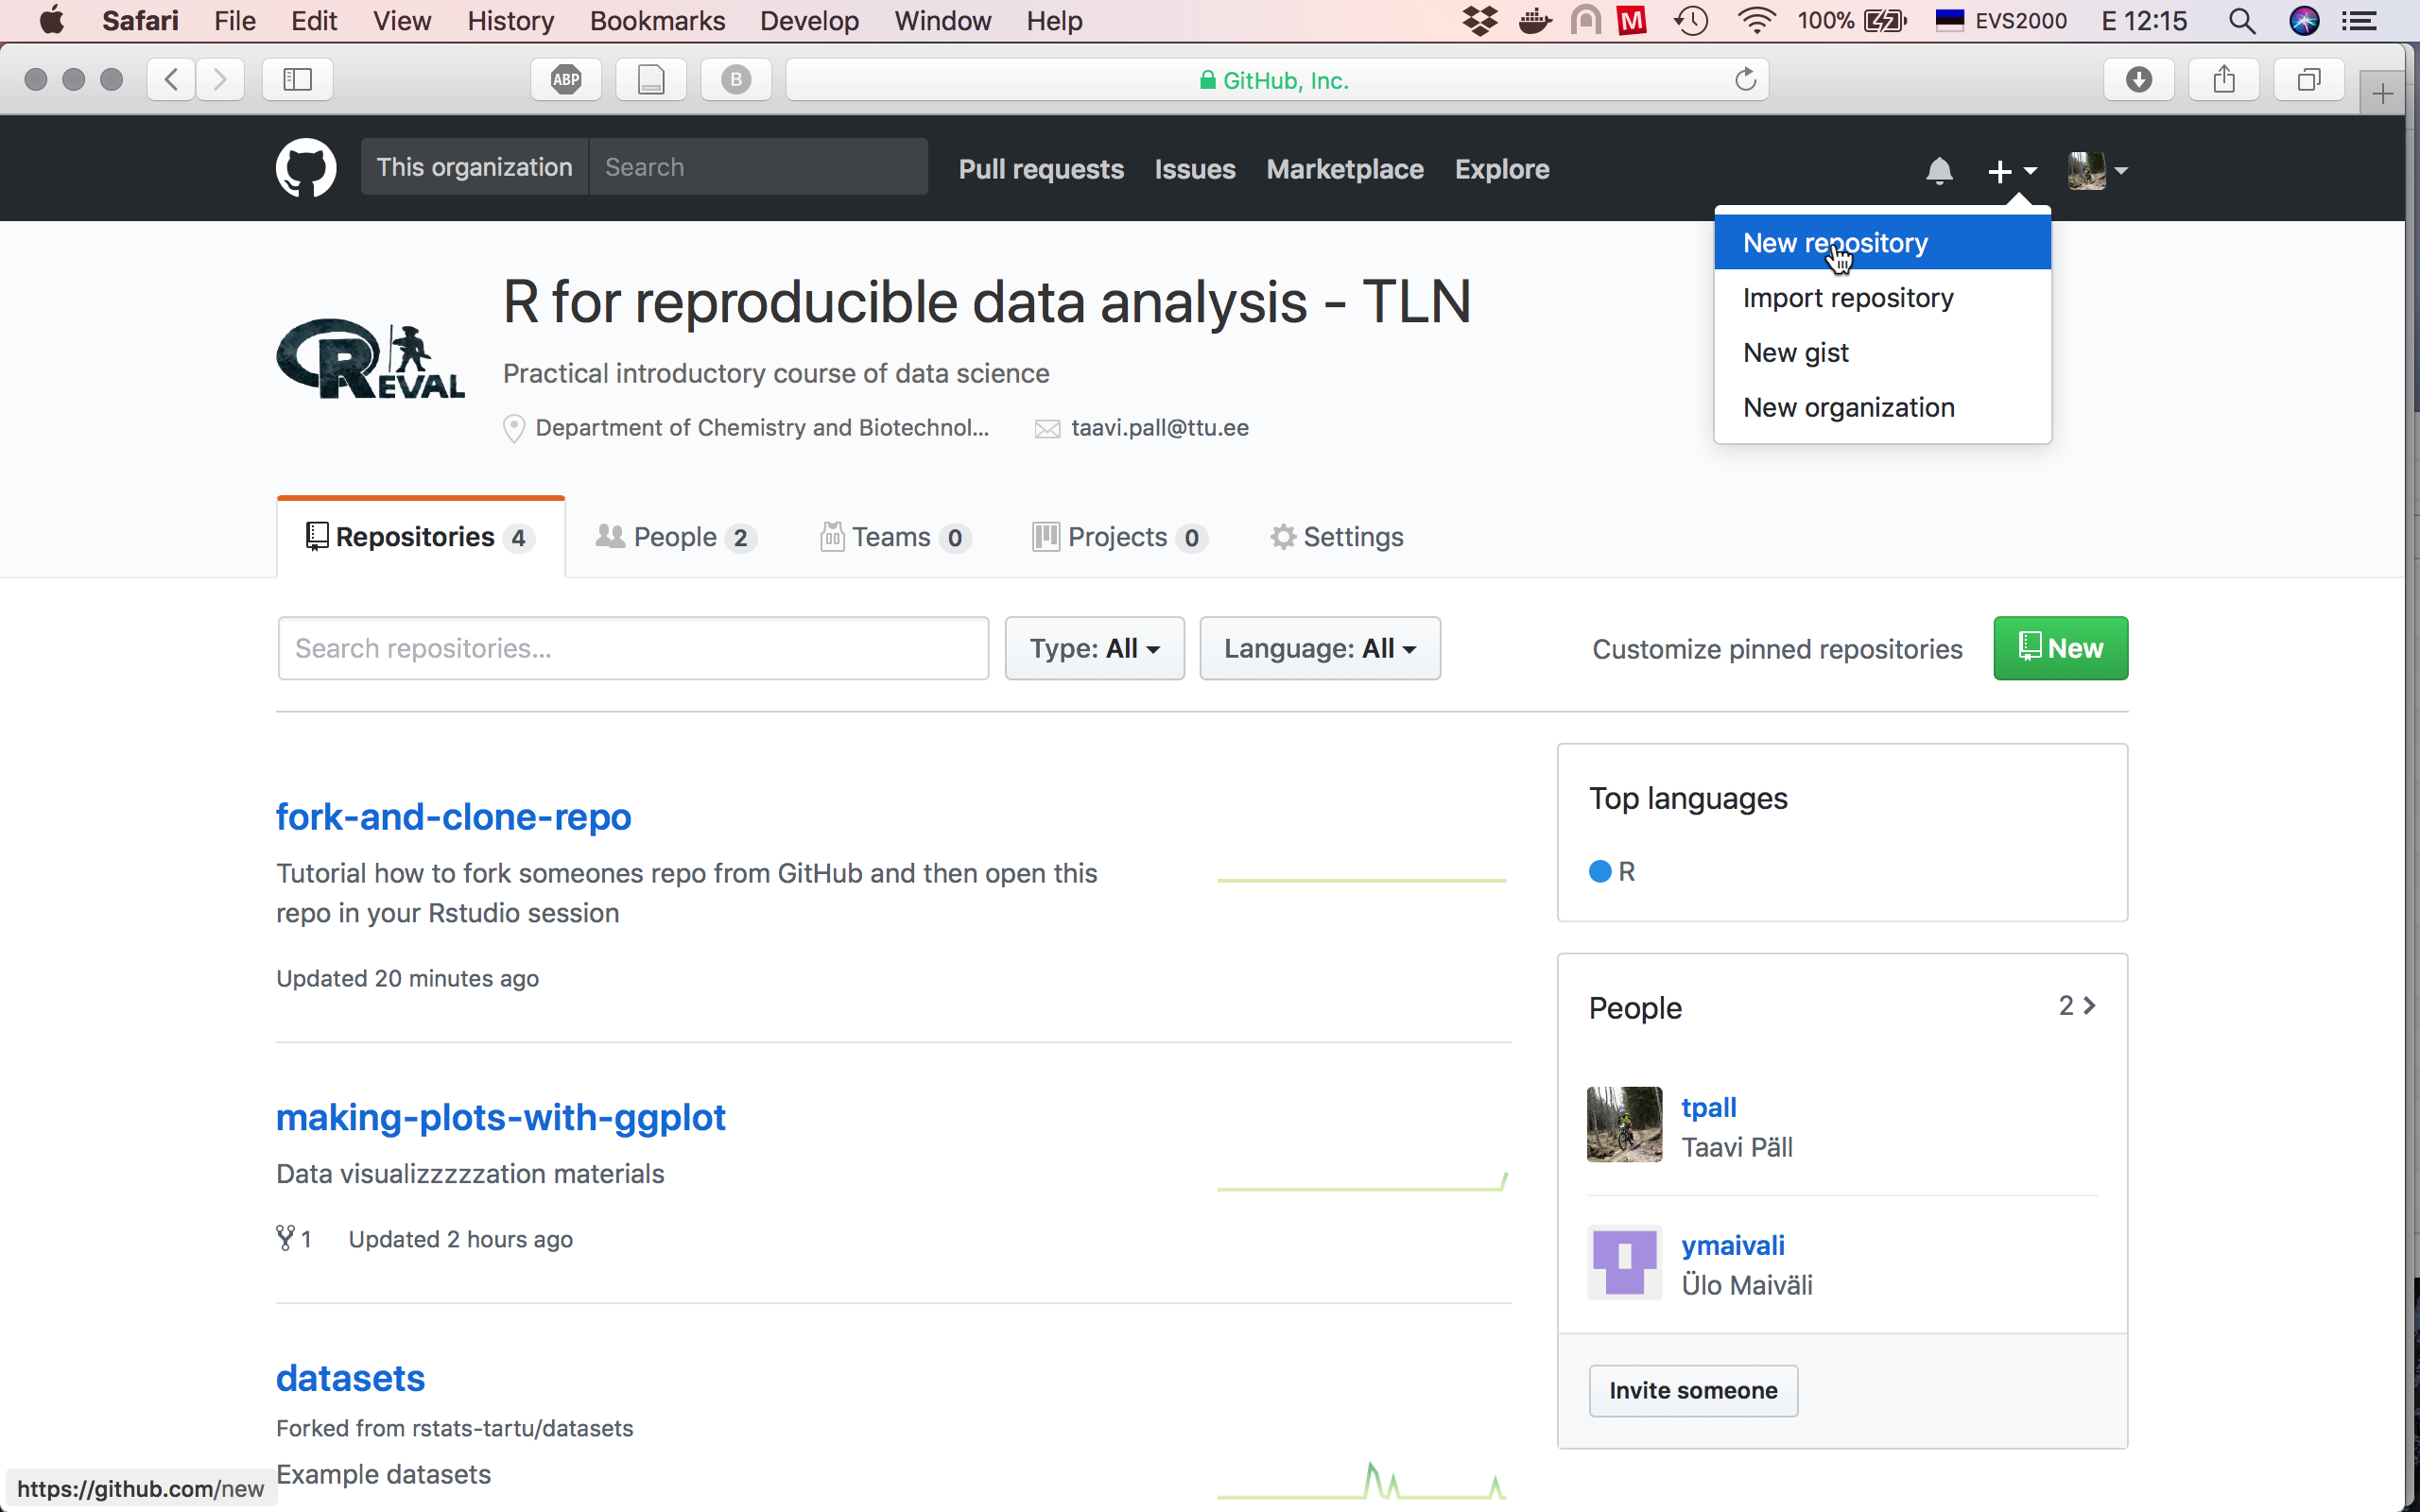 Safari File Edit View History Bookmarks Develop Window Help M 100% EVS2000 E 12:15
ABP B GitHub, Inc.
This organization Search Pull requests Issues Marketplace Explore
New repository
Import repository
New gist
New organization
REVAL
R for reproducible data analysis - TLN
Practical introductory course of data science
Department of Chemistry and Biotechnol... taavi.pall@ttu.ee
Repositories 4 People 2 Teams 0 Projects 0 Settings
Search repositories... Type: All Language: All Customize pinned repositories New
fork-and-clone-repo
Tutorial how to fork someones repo from GitHub and then open this
repo in your Rstudio session
Updated 20 minutes ago
making-plots-with-ggplot
Data visualizzzzzation materials
1 Updated 2 hours ago
datasets
Forked from rstats-tartu/datasets
Example datasets
Top languages
R
People 2
tpall
Taavi Päll
ymaivali
Ülo Maiväli
Invite someone
https://github.com/new